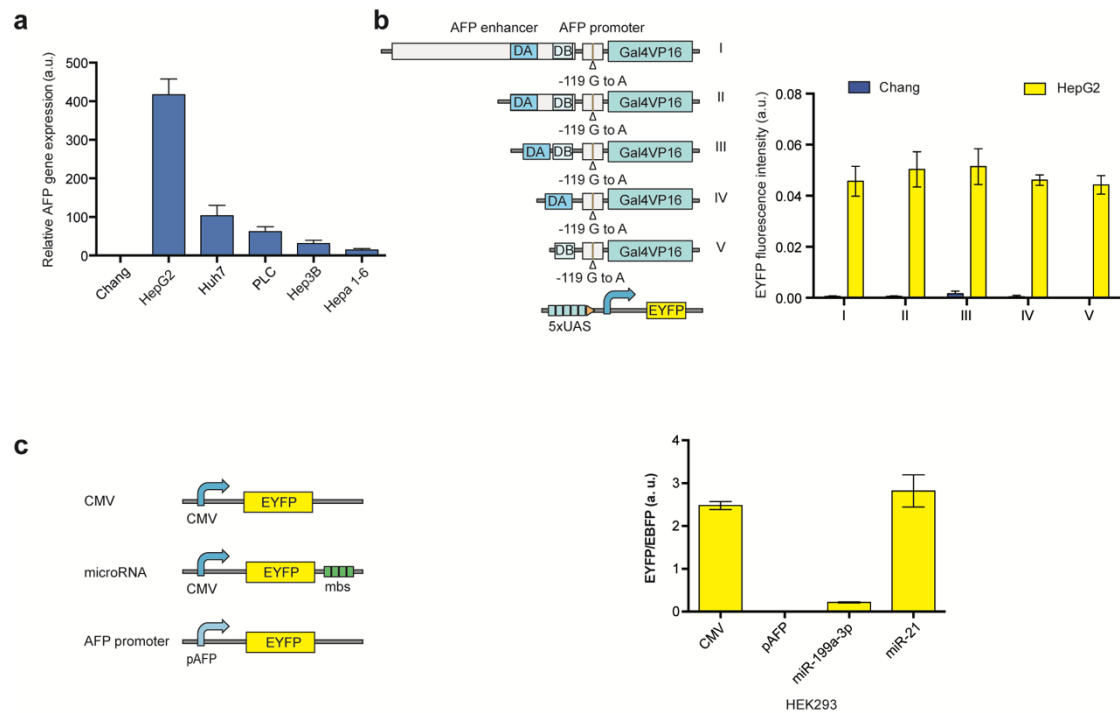 a
Relative AFP gene expression (a.u.)
500
400
300
200
100
0
Chang
HepG2
Huh7
PLC
Hep3B
Hepa 1-6
b
AFP enhancer AFP promoter
DA DB Gal4VP16 I
-119 G to A
DA DB Gal4VP16 II
-119 G to A
DA DB Gal4VP16 III
-119 G to A
DA Gal4VP16 IV
-119 G to A
DB Gal4VP16 V
-119 G to A
5xUAS EYFP
Chang HepG2
EYFP fluorescence intensity (a.u.)
0.08
0.06
0.04
0.02
0.00
I II III IV V
c
CMV
EYFP
CMV
microRNA
EYFP
CMV mbs
AFP promoter
EYFP
pAFP
EYFP/EBFP (a. u.)
4
3
2
1
0
CMV
pAFP
miR-199a-3p
miR-21
HEK293